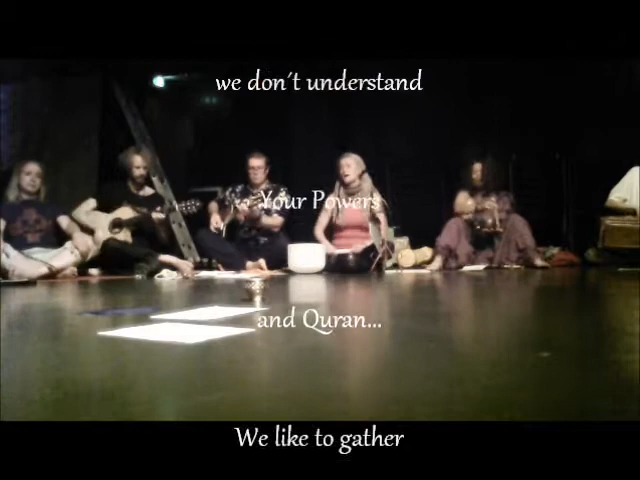 we don't understand
Your Powers
and Quran...
We like to gather